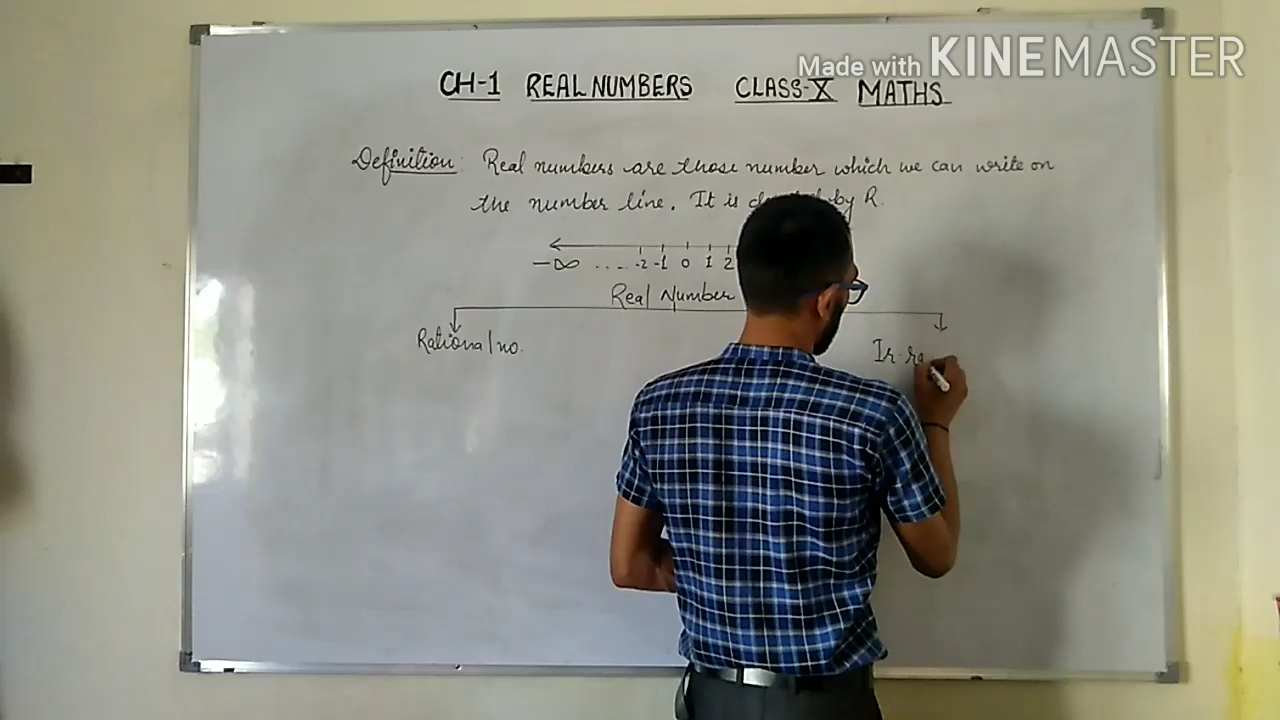 Made with KINEMASTER
CH-1 REAL NUMBERS CLASS-X MATHS
Definition: Real numbers are those number which we can write on
the number line. It is by R.
-∞ ..... -2 -1 0 1 2
Real Number
Rational no.
Ir-ra